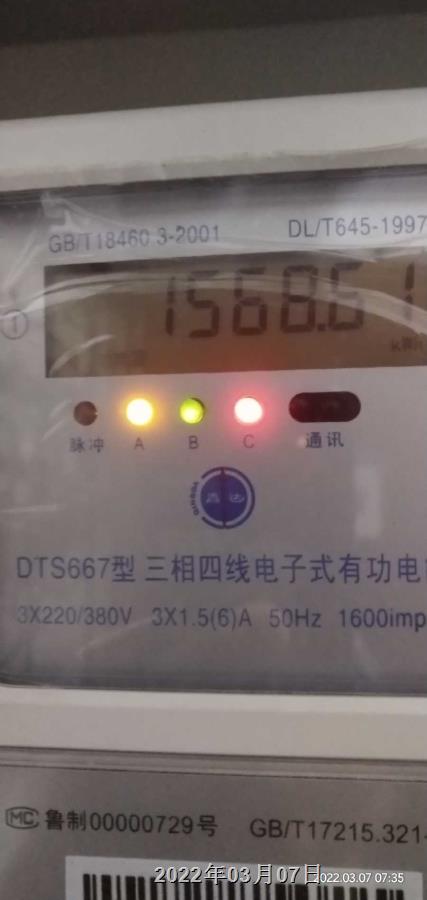 GB/T18460.3-2001 DL/T645-1997
①
1568.61
脉冲 A B C 通讯
DTS667型 三相四线电子式有功电
3X220/380V 3X1.5(6)A 50Hz 1600imp
MC 鲁制00000729号 GB/T17215.321
2022年03月07日
2022.03.07 07:35